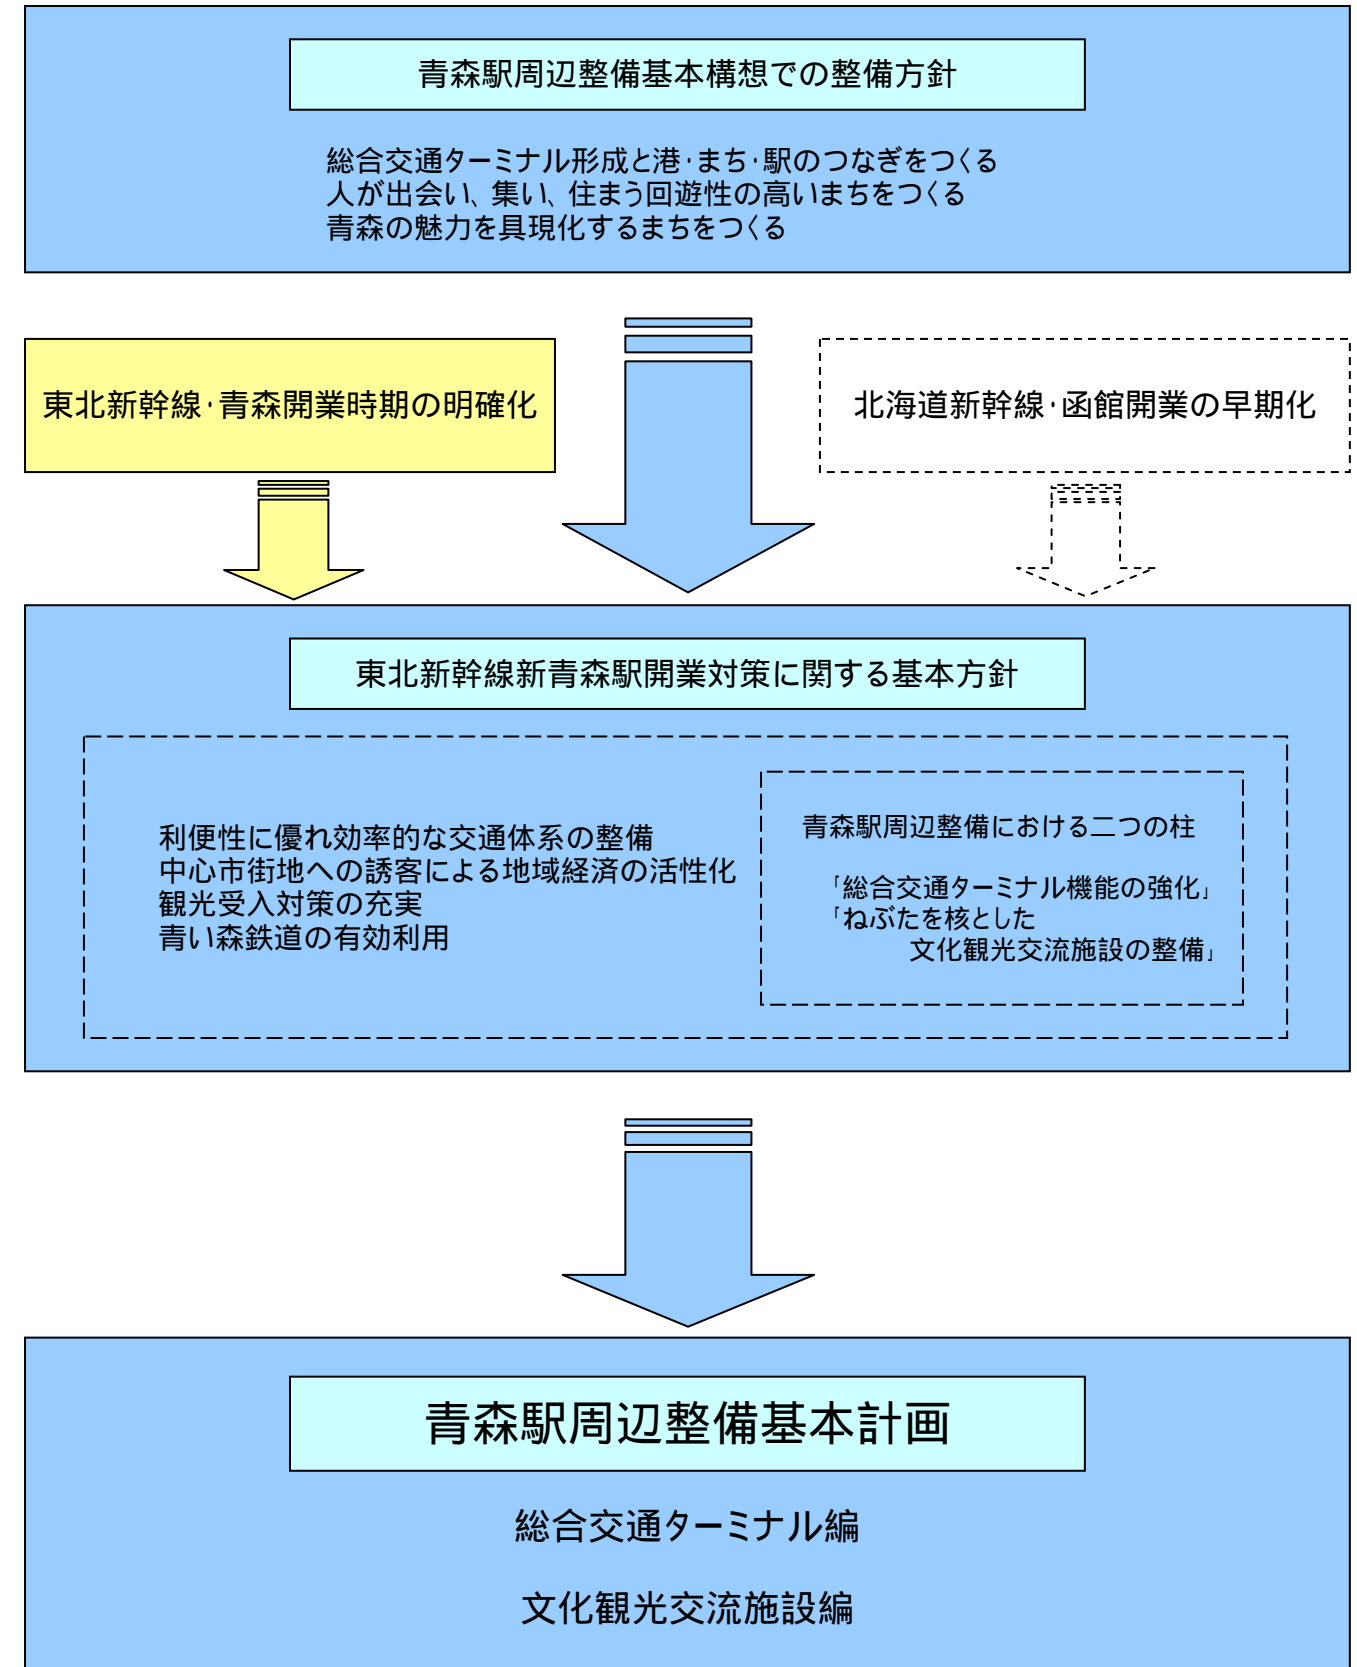 青森駅周辺整備基本構想での整備方針
総合交通ターミナル形成と港・まち・駅のつなぎをつくる
人が出会い、集い、住まう回遊性の高いまちをつくる
青森の魅力を具現化するまちをつくる
東北新幹線・青森開業時期の明確化
北海道新幹線・函館開業の早期化
東北新幹線新青森駅開業対策に関する基本方針
利便性に優れ効率的な交通体系の整備
中心市街地への誘客による地域経済の活性化
観光受入対策の充実
青い森鉄道の有効利用
青森駅周辺整備における二つの柱
「総合交通ターミナル機能の強化」
「ねぶたを核とした
文化観光交流施設の整備」
青森駅周辺整備基本計画
総合交通ターミナル編
文化観光交流施設編